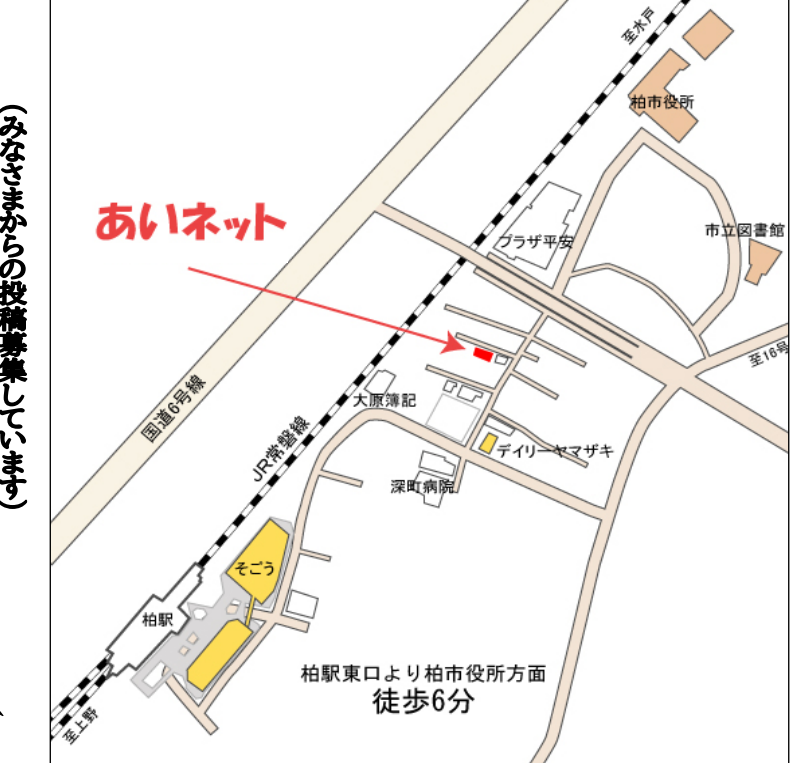 (みなさまからの投稿募集しています)
至水戸
柏市役所
あいネット
プラザ平安
市立図書館
至16号
国道6号線
大原簿記
JR常磐線
デイリーヤマザキ
深町病院
そごう
柏駅
柏駅東口より柏市役所方面
徒歩6分
至上野